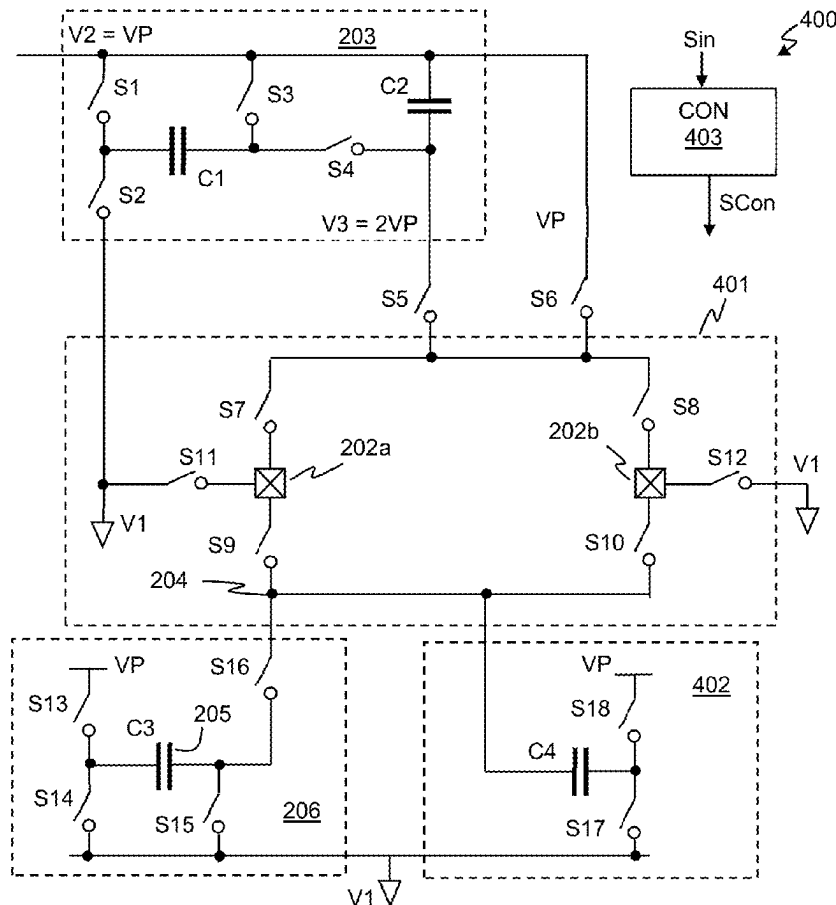 V2 = VP
203
400
Sin
S1
S3
C2
CON
403
C1
S4
S2
SCon
V3 = 2VP
VP
S5
S6
401
S7
S8
S11
202a
202b
S12
V1
V1
S9
S10
204
VP
S16
VP
402
S13
C3
205
S18
C4
S14
S15
206
S17
V1